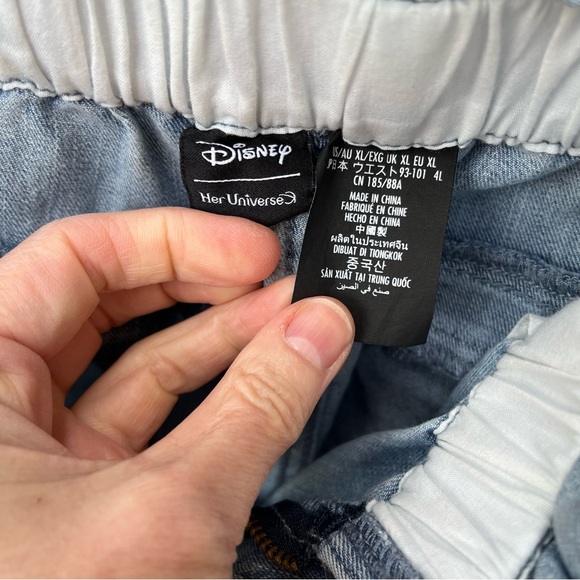 Disney
Her Universe
US/AU XL/EXG UK XL EU XL
日本 ウエスト93-101 4L
CN 185/88A
MADE IN CHINA
FABRIQUÉ EN CHINE
HECHO EN CHINA
中國製
ผลิตในประเทศจีน
DIBUAT DI TIONGKOK
중국산
SẢN XUẤT TẠI TRUNG QUỐC
صنع في الصين